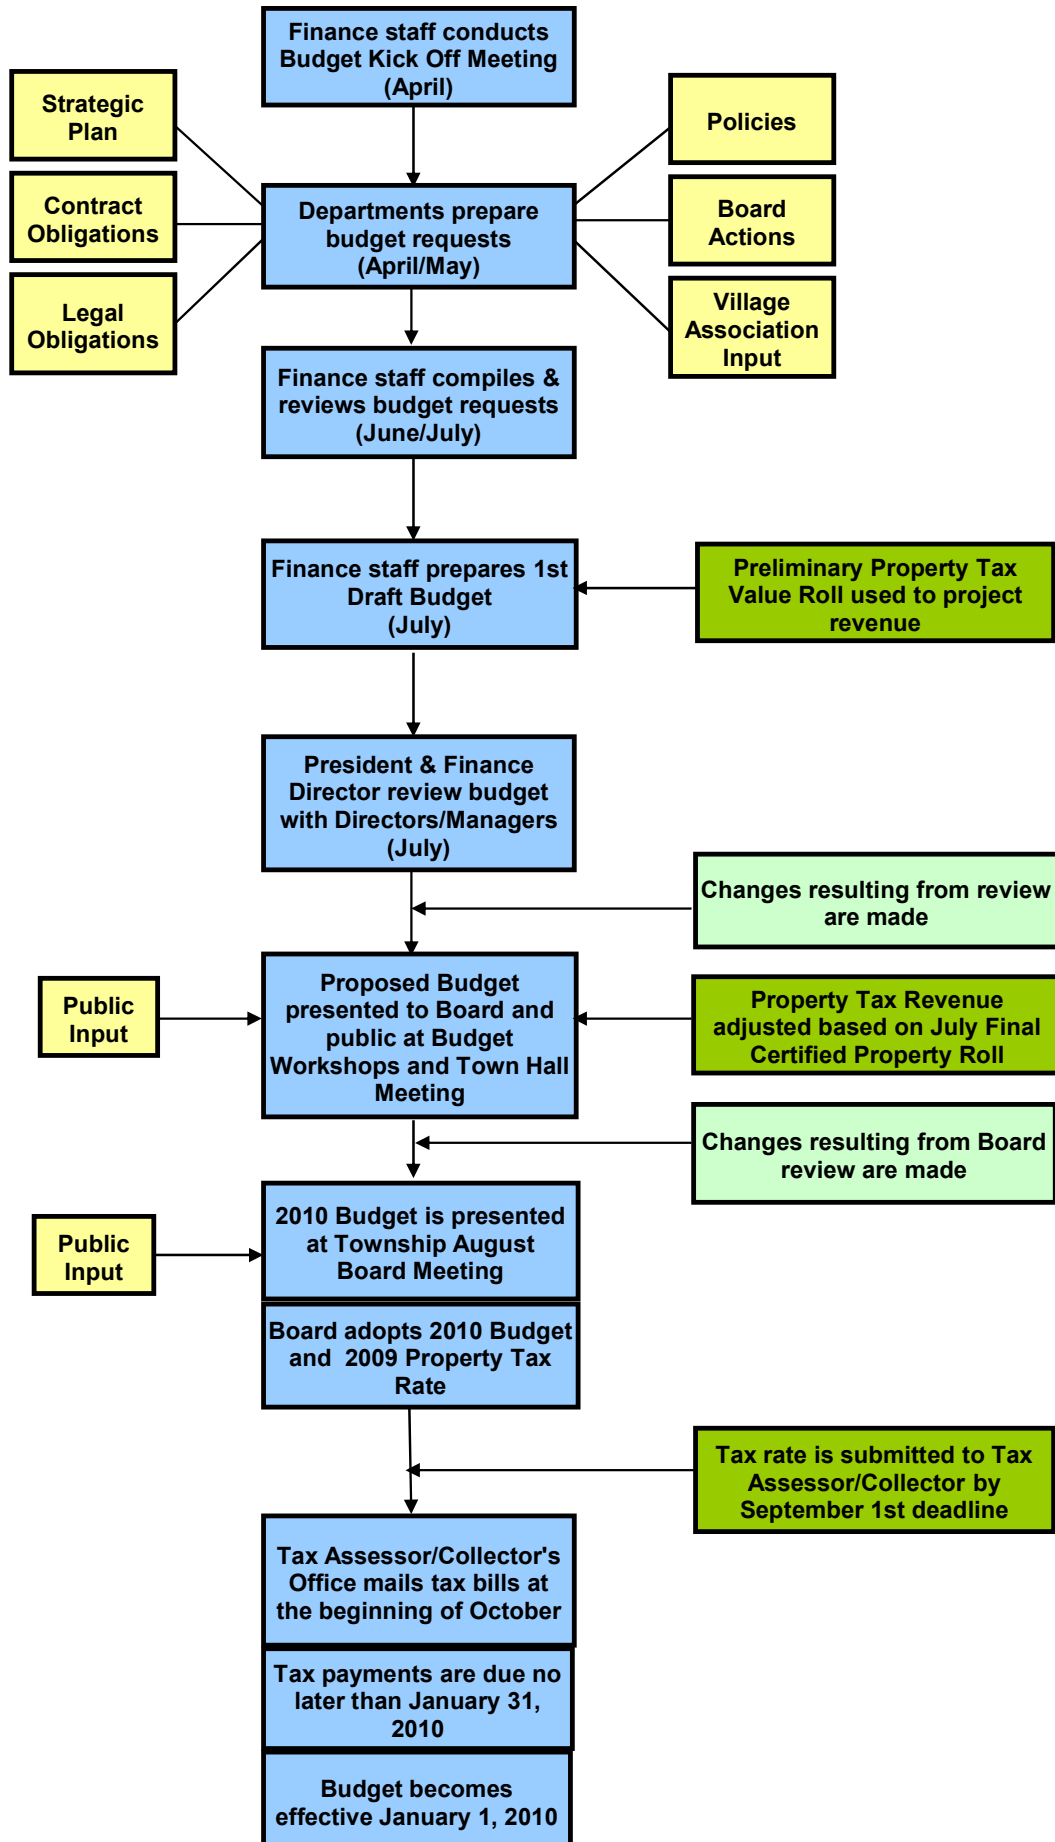 Finance staff conducts
Budget Kick Off Meeting
(April)
Strategic
Plan
Policies
Contract
Obligations
Departments prepare
budget requests
(April/May)
Board
Actions
Legal
Obligations
Village
Association
Input
Finance staff compiles &
reviews budget requests
(June/July)
Finance staff prepares 1st
Draft Budget
(July)
Preliminary Property Tax
Value Roll used to project
revenue
President & Finance
Director review budget
with Directors/Managers
(July)
Changes resulting from review
are made
Public
Input
Proposed Budget
presented to Board and
public at Budget
Workshops and Town Hall
Meeting
Property Tax Revenue
adjusted based on July Final
Certified Property Roll
Changes resulting from Board
review are made
Public
Input
2010 Budget is presented
at Township August
Board Meeting
Board adopts 2010 Budget
and 2009 Property Tax
Rate
Tax rate is submitted to Tax
Assessor/Collector by
September 1st deadline
Tax Assessor/Collector's
Office mails tax bills at
the beginning of October
Tax payments are due no
later than January 31,
2010
Budget becomes
effective January 1, 2010